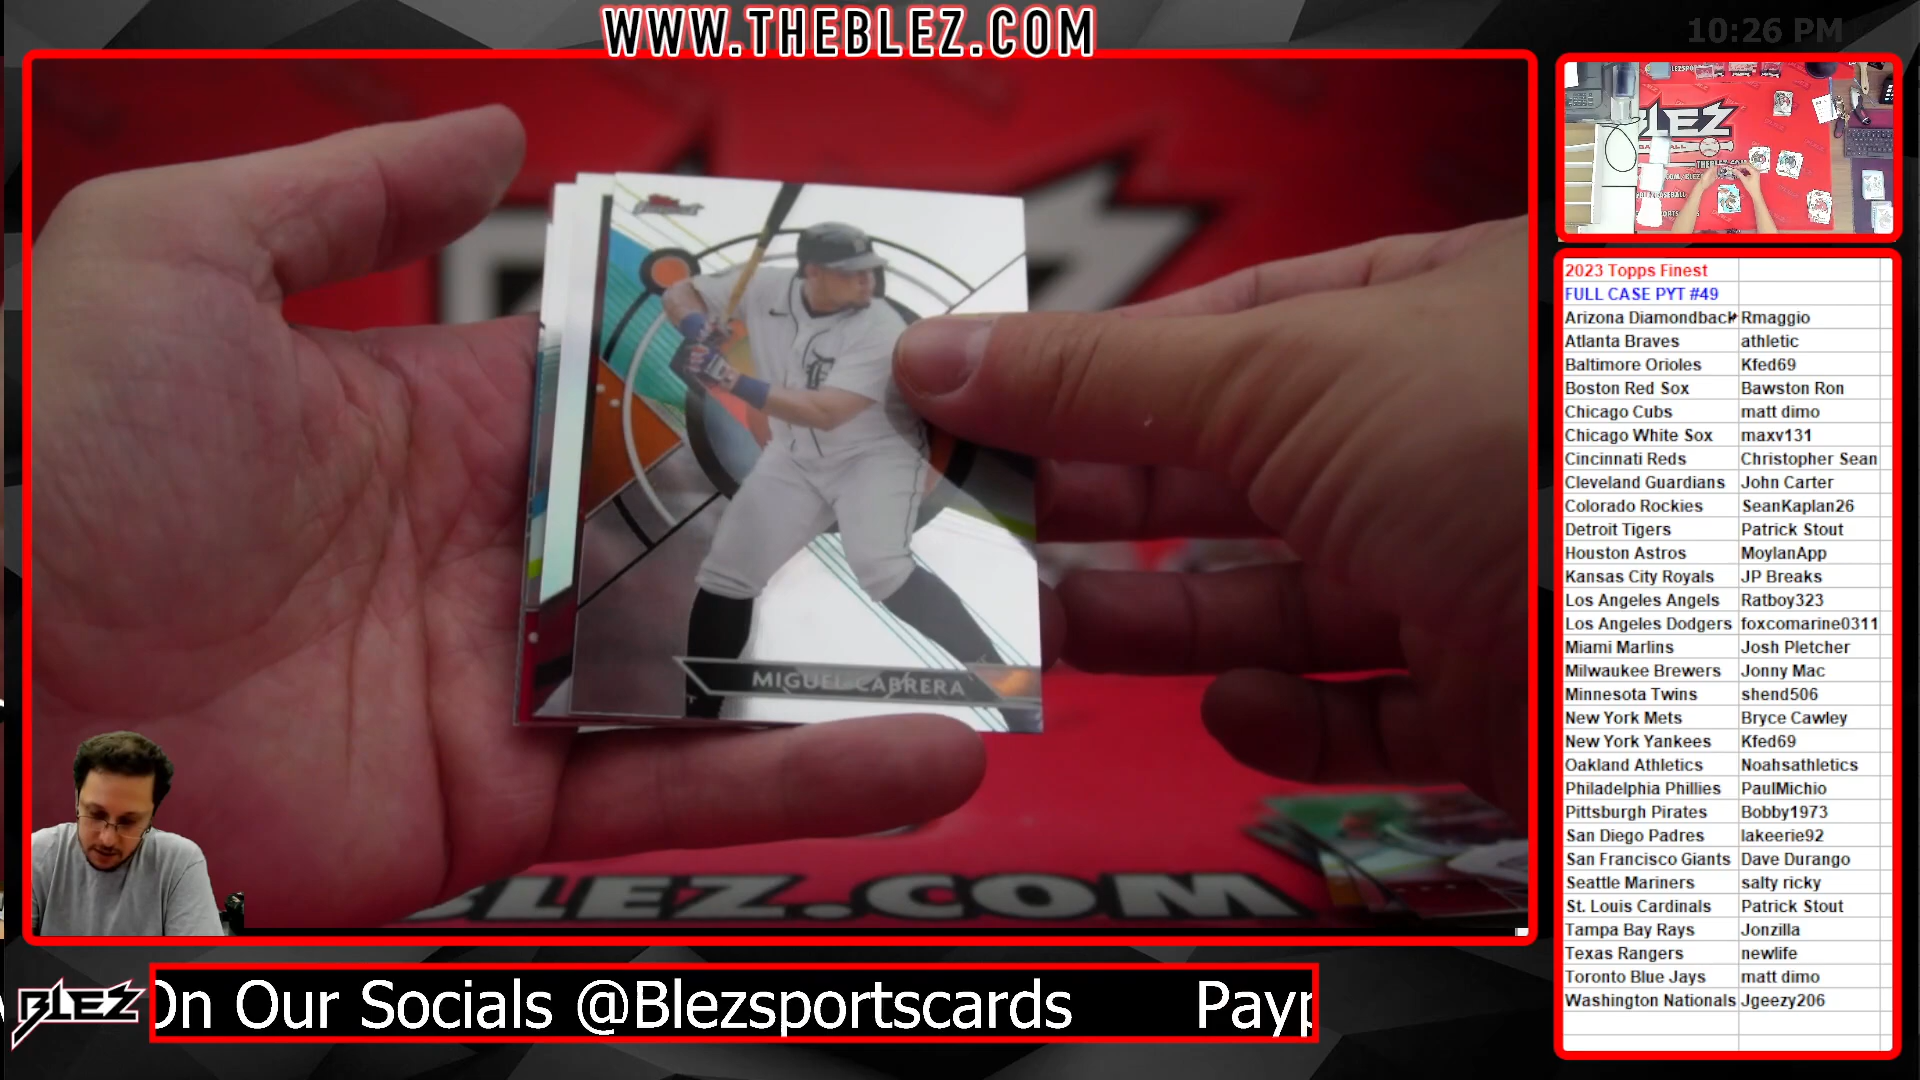 WWW.THEBLEZ.COM
10:26 PM
MIGUEL CABRERA
BLEZ.COM
BLEZ
On Our Socials @Blezsportscards Payp
2023 Topps Finest
FULL CASE PYT #49
Arizona Diamondback Rmaggio
Atlanta Braves athletic
Baltimore Orioles Kfed69
Boston Red Sox Bawston Ron
Chicago Cubs matt dimo
Chicago White Sox maxv131
Cincinnati Reds Christopher Sean
Cleveland Guardians John Carter
Colorado Rockies SeanKaplan26
Detroit Tigers Patrick Stout
Houston Astros MoylanApp
Kansas City Royals JP Breaks
Los Angeles Angels Ratboy323
Los Angeles Dodgers foxcomarine0311
Miami Marlins Josh Pletcher
Milwaukee Brewers Jonny Mac
Minnesota Twins shend506
New York Mets Bryce Cawley
New York Yankees Kfed69
Oakland Athletics Noahsathletics
Philadelphia Phillies PaulMichio
Pittsburgh Pirates Bobby1973
San Diego Padres lakeerie92
San Francisco Giants Dave Durango
Seattle Mariners salty ricky
St. Louis Cardinals Patrick Stout
Tampa Bay Rays Jonzilla
Texas Rangers newlife
Toronto Blue Jays matt dimo
Washington Nationals Jgeezy206